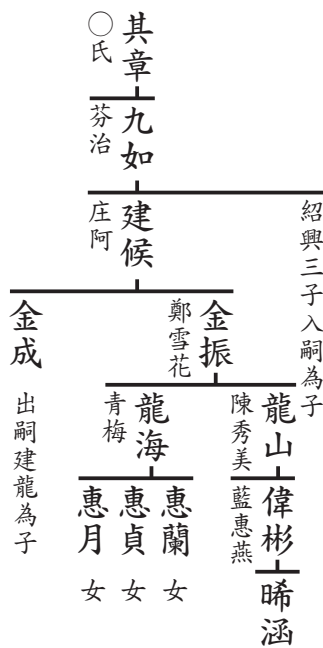 其章
○氏
九如
芬治
紹興三子入嗣為子
建候
庄阿
金振
鄭雪花
金成
出嗣建龍為子
龍山
陳秀美
龍海
青梅
偉彬
藍惠燕
惠蘭 女
惠貞 女
惠月 女
晞涵